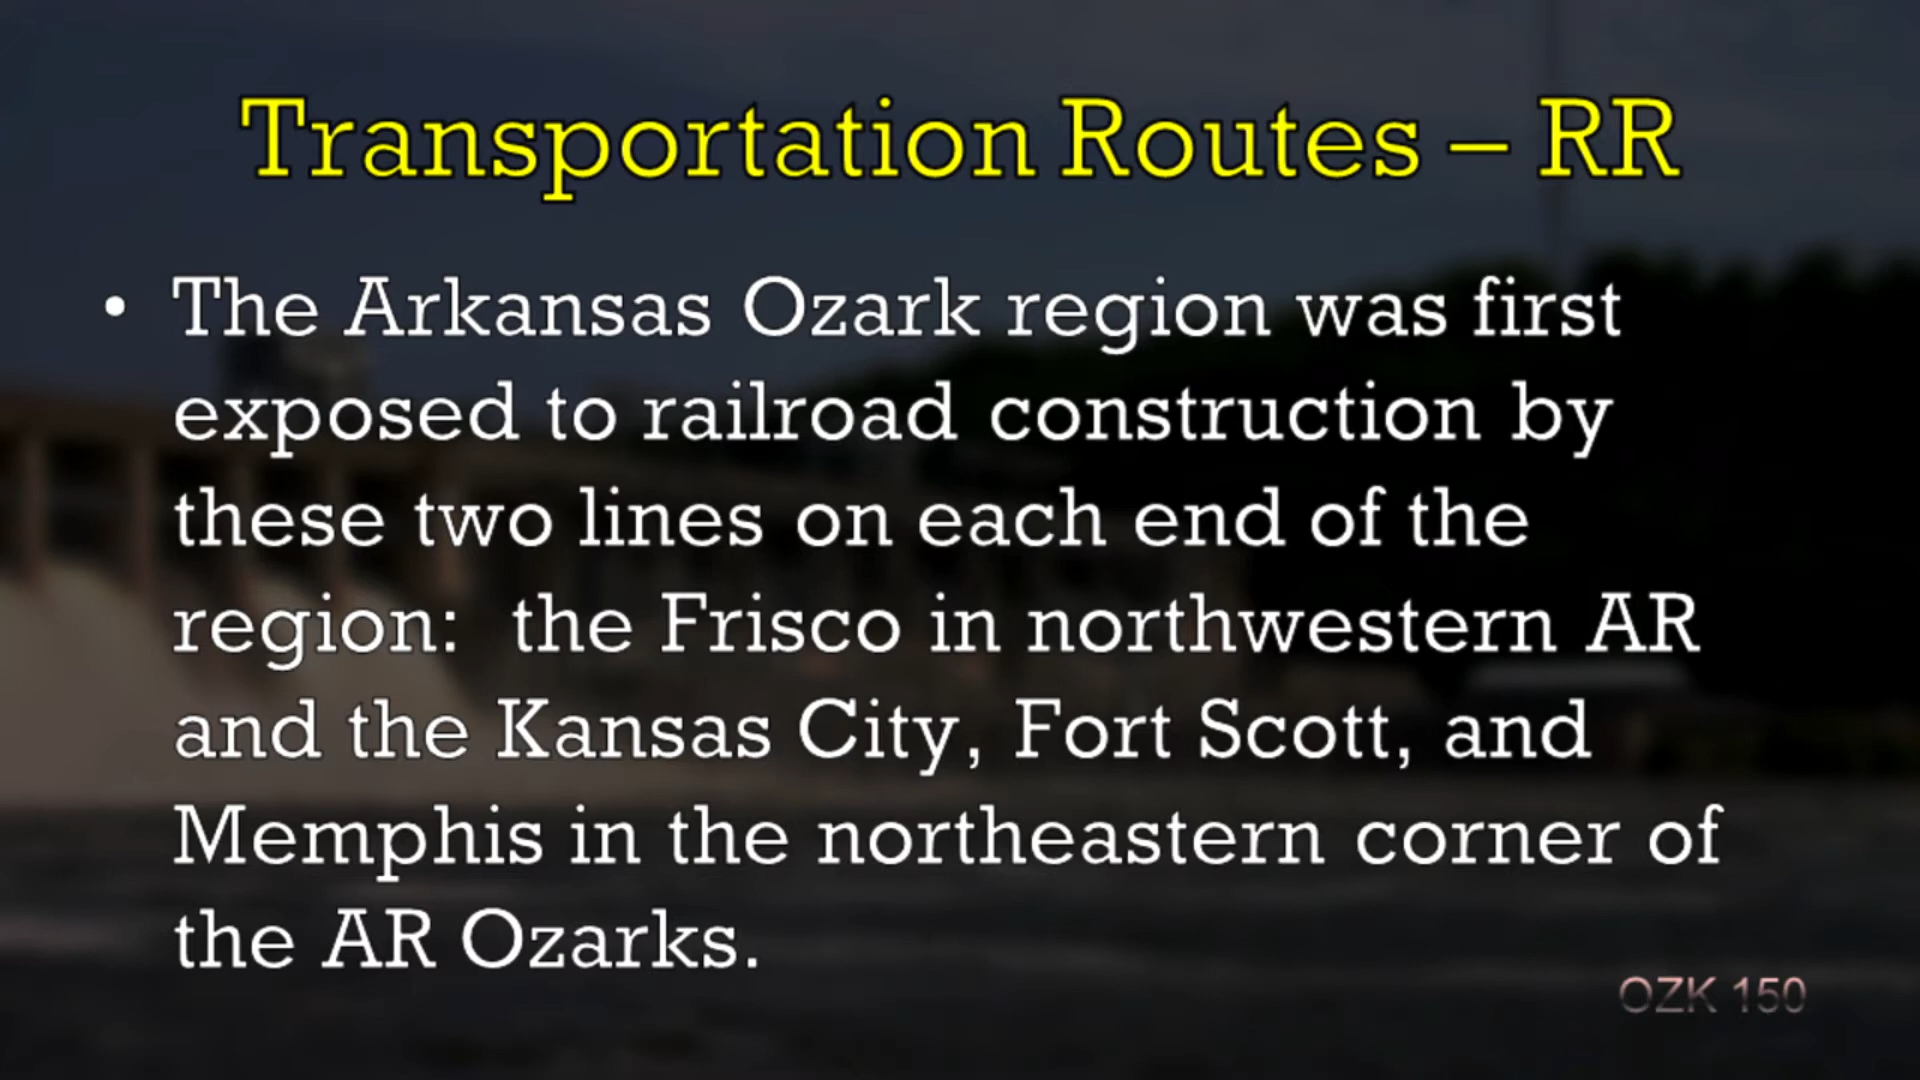 Transportation Routes – RR
• The Arkansas Ozark region was first
exposed to railroad construction by
these two lines on each end of the
region:  the Frisco in northwestern AR
and the Kansas City, Fort Scott, and
Memphis in the northeastern corner of
the AR Ozarks.
OZK 150